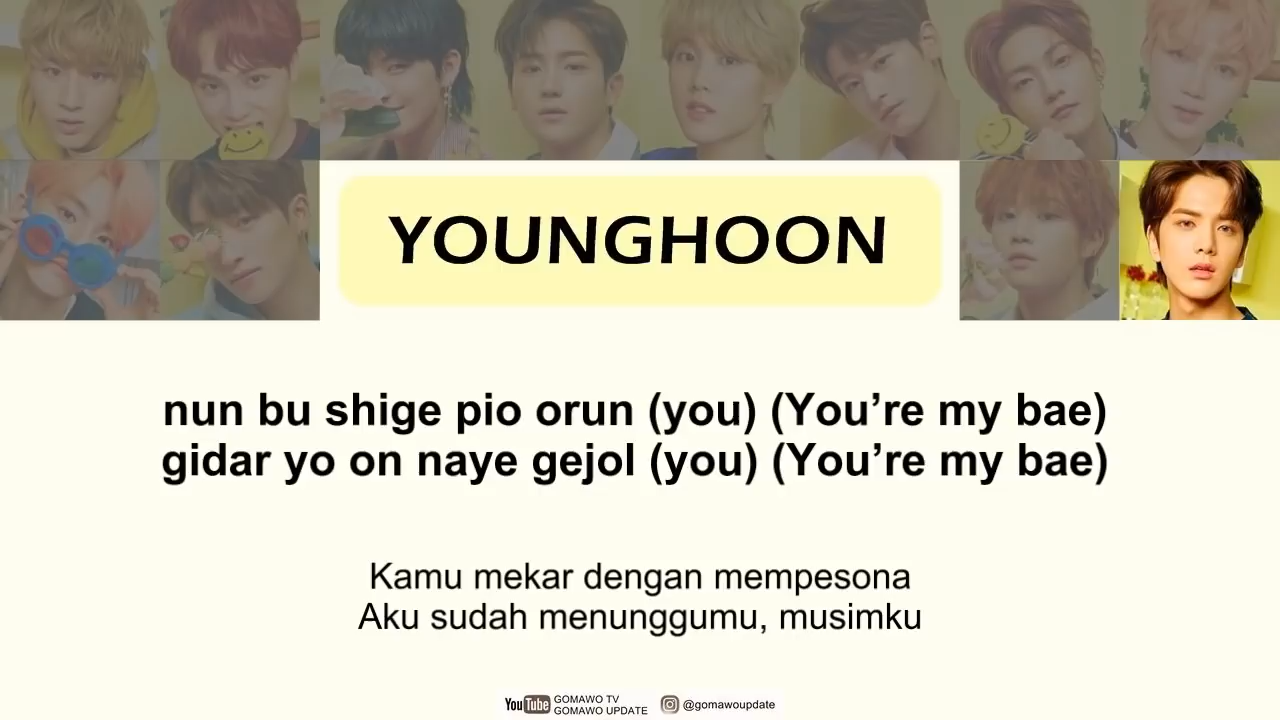 YOUNGHOON
nun bu shige pio orun (you) (You’re my bae)
gidar yo on naye gejol (you) (You’re my bae)
Kamu mekar dengan mempesona
Aku sudah menunggumu, musimku
YouTube GOMAWO TV
GOMAWO UPDATE
@gomawoupdate